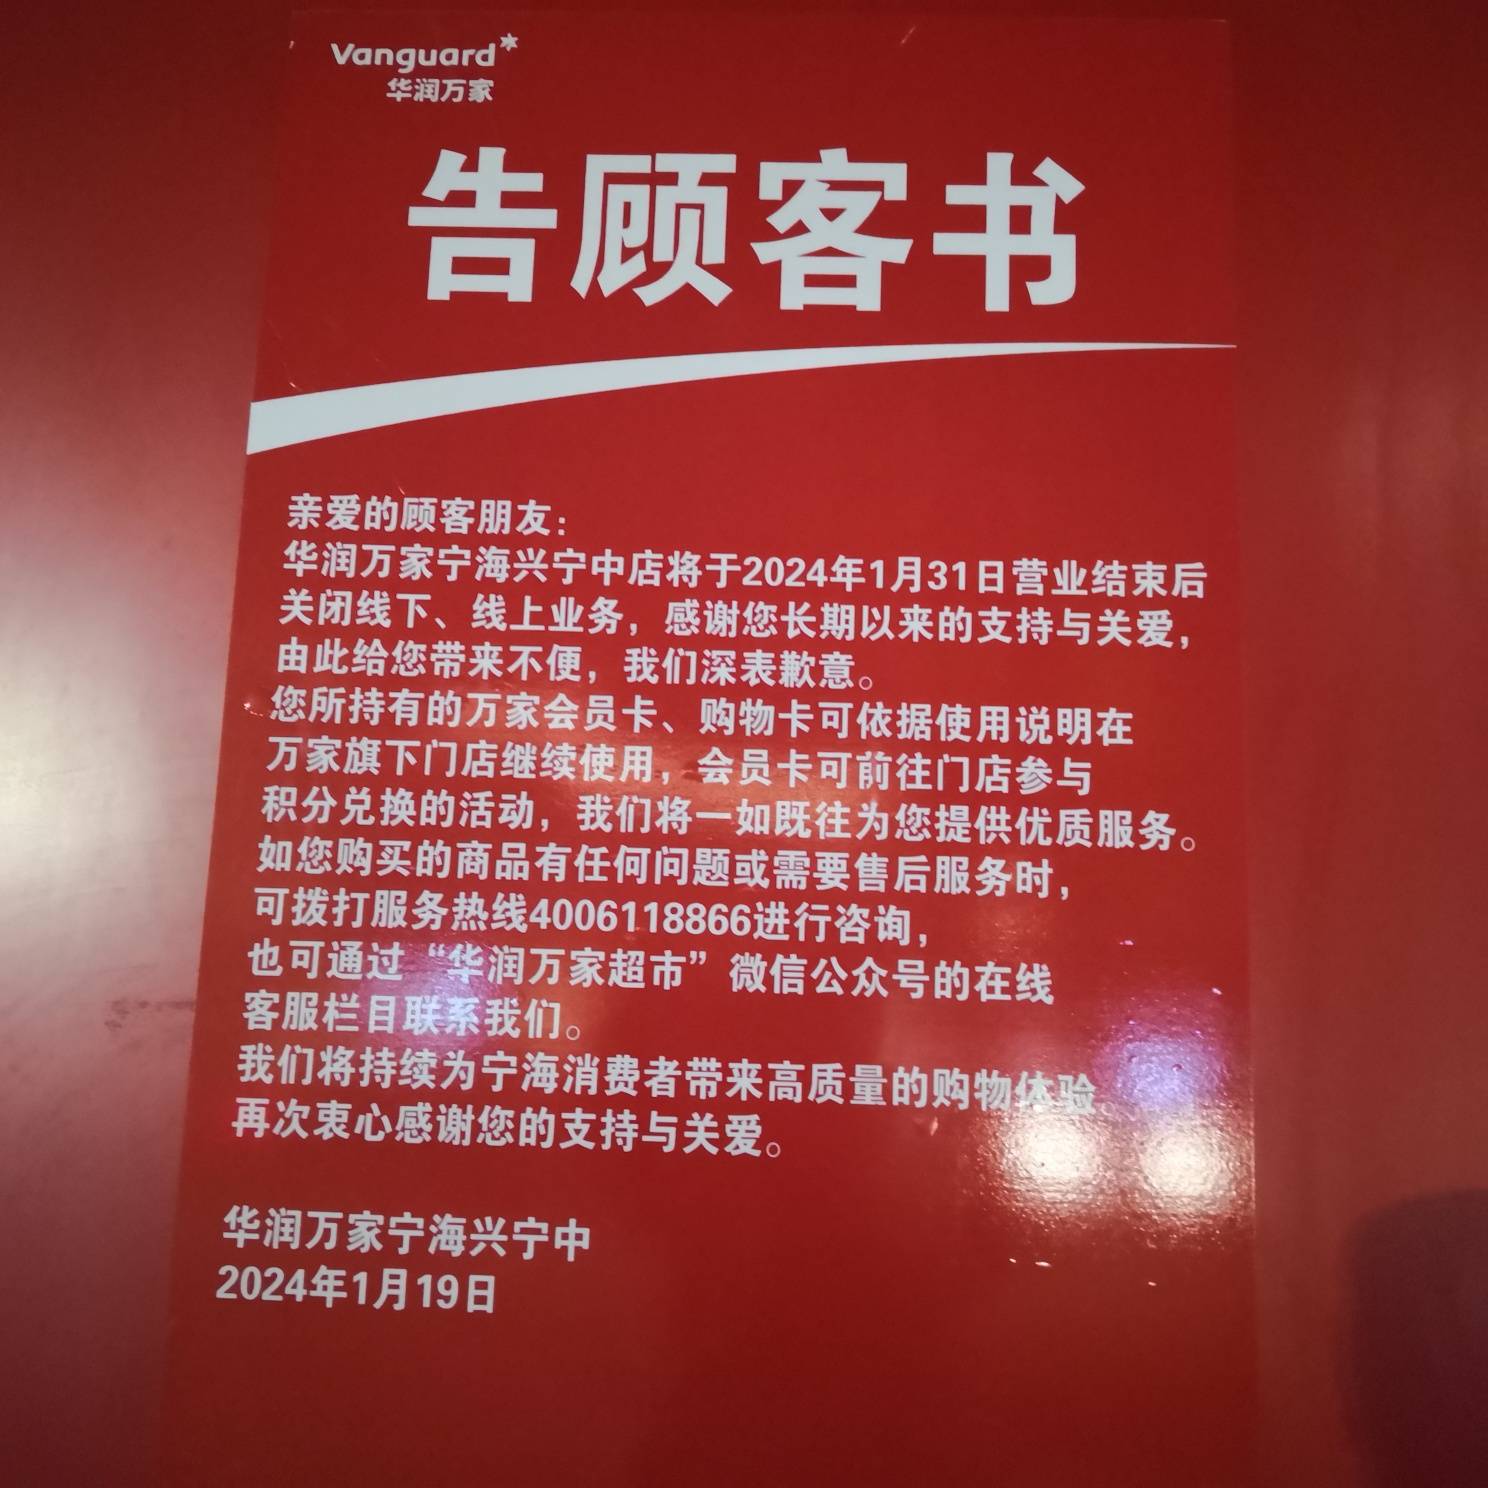 Vanguard
华润万家
告顾客书
亲爱的顾客朋友：
华润万家宁海兴宁中店将于2024年1月31日营业结束后
关闭线下、线上业务，感谢您长期以来的支持与关爱，
由此给您带来不便，我们深表歉意。
您所持有的万家会员卡、购物卡可依据使用说明在
万家旗下门店继续使用，会员卡可前往门店参与
积分兑换的活动，我们将一如既往为您提供优质服务。
如您购买的商品有任何问题或需要售后服务时，
可拨打服务热线4006118866进行咨询，
也可通过“华润万家超市”微信公众号的在线
客服栏目联系我们。
我们将持续为宁海消费者带来高质量的购物体验
再次衷心感谢您的支持与关爱。
华润万家宁海兴宁中
2024年1月19日